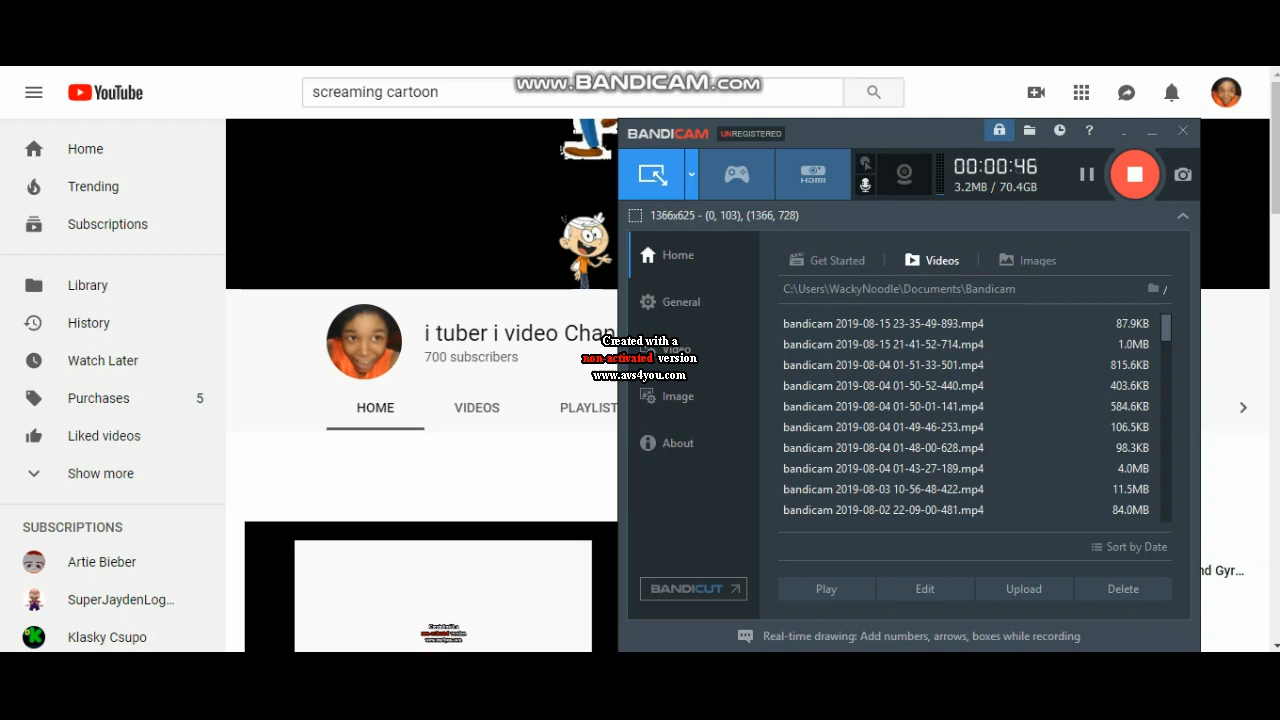 www.BANDICAM.com
YouTube
screaming cartoon
Home
Trending
Subscriptions
Library
History
Watch Later
Purchases 5
Liked videos
Show more
SUBSCRIPTIONS
Artie Bieber
SuperJaydenLog...
Klasky Csupo
i tuber i video Chan
700 subscribers
HOME VIDEOS PLAYLIST
BANDICAM UNREGISTERED
?
HDMI
00:00:46
3.2MB / 70.4GB
1366x625 - (0, 103), (1366, 728)
Home
General
Video
Image
About
BANDICUT
Created with a
non-activated version
www.avs4you.com
Get Started Videos Images
C:\Users\WackyNoodle\Documents\Bandicam /
bandicam 2019-08-15 23-35-49-893.mp4 87.9KB
bandicam 2019-08-15 21-41-52-714.mp4 1.0MB
bandicam 2019-08-04 01-51-33-501.mp4 815.6KB
bandicam 2019-08-04 01-50-52-440.mp4 403.6KB
bandicam 2019-08-04 01-50-01-141.mp4 584.6KB
bandicam 2019-08-04 01-49-46-253.mp4 106.5KB
bandicam 2019-08-04 01-48-00-628.mp4 98.3KB
bandicam 2019-08-04 01-43-27-189.mp4 4.0MB
bandicam 2019-08-03 10-56-48-422.mp4 11.5MB
bandicam 2019-08-02 22-09-00-481.mp4 84.0MB
Sort by Date
Play Edit Upload Delete
Real-time drawing: Add numbers, arrows, boxes while recording
nd Gyr...
Created with a
non-activated version
www.avs4you.com